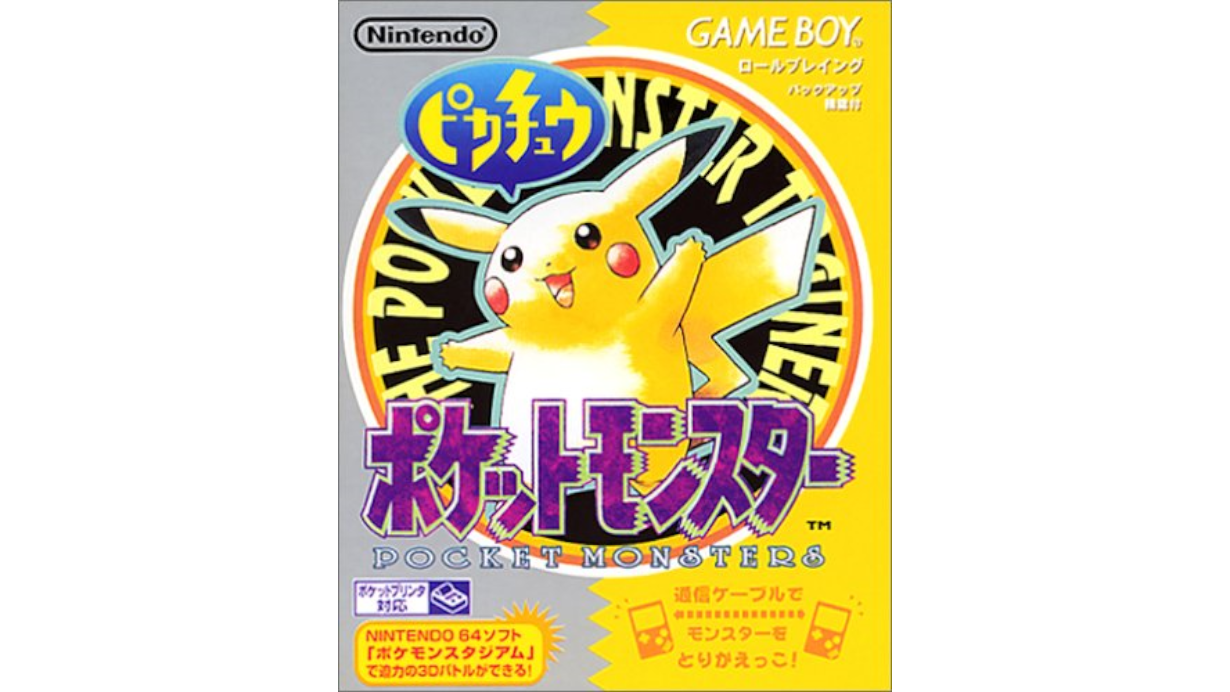 Nintendo
GAME BOY
ロールプレイング
バックアップ
機能付
ピカチュウ
THE POCKET MONSTER TRAINER
ポケットモンスター
TM
POCKET MONSTERS
ポケットプリンタ
対応
NINTENDO 64ソフト
「ポケモンスタジアム」
で迫力の3Dバトルができる!
通信ケーブルで
モンスターを
とりかえっこ!